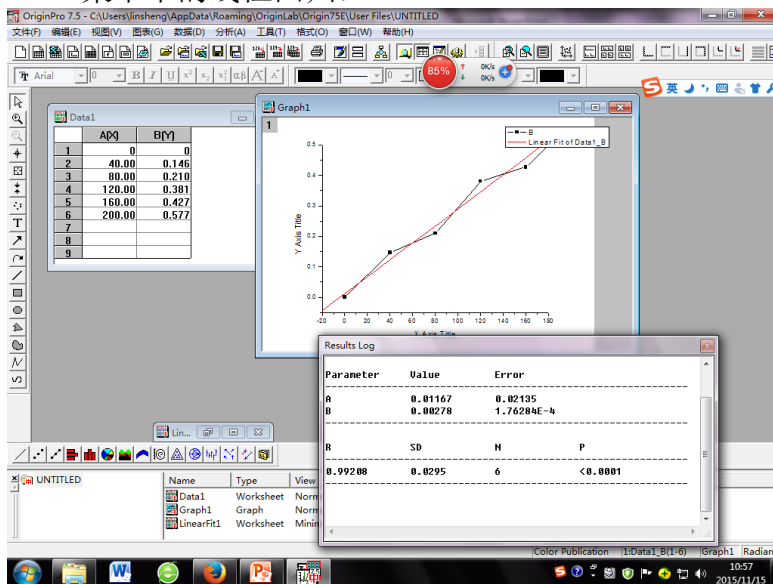 OriginPro 7.5 - C:\Users\linsheng\AppData\Roaming\OriginLab\Origin75E\User Files\UNTITLED
文件(F) 编辑(E) 视图(V) 图表(G) 数据(D) 分析(A) 工具(T) 格式(O) 窗口(W) 帮助(H)
Arial 0 B I U αβ 0 85% 0K/s 0K/s
英
Data1
A(X) B(Y)
1 0 0
2 40.00 0.146
3 80.00 0.210
4 120.00 0.381
5 160.00 0.427
6 200.00 0.577
7
8
9
Graph1
1
B
Linear Fit of Data1_B
0.5
0.4
0.3
0.2
0.1
0.0
Y Axis Title
-20 0 20 40 60 80 100 120 140 160 180
X Axis Title
Results Log
Parameter Value Error
A 0.01167 0.02135
B 0.00278 1.76284E-4
R SD N P
0.99208 0.0295 6 <0.0001
Lin...
UNTITLED
Name Type View
Data1 Worksheet Norm
Graph1 Graph Norm
LinearFit1 Worksheet Minin
Color Publication 1:Data1_B(1-6) Graph1 Radian
10:57
2015/11/15